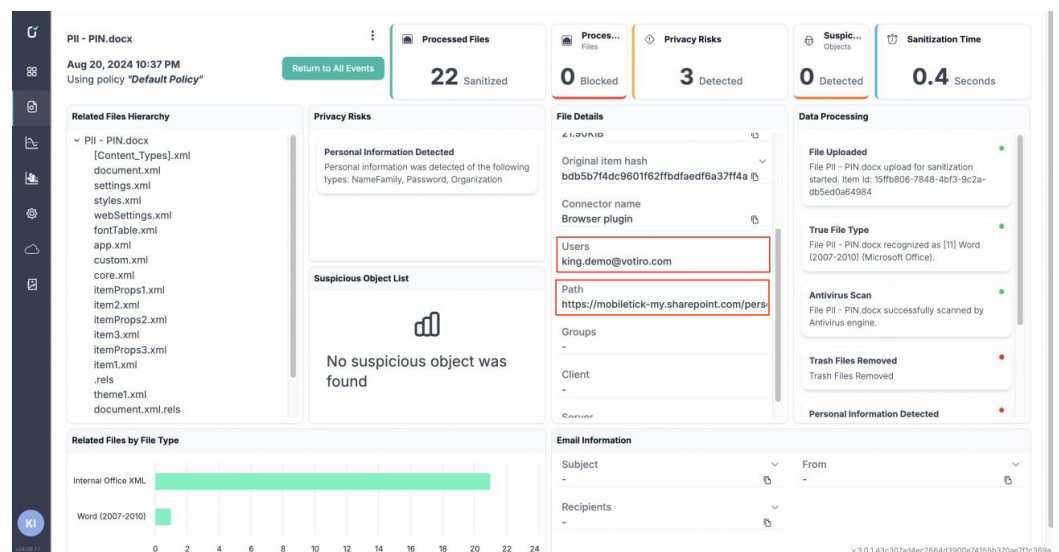 PII - PIN.docx
Aug 20, 2024 10:37 PM
Using policy "Default Policy"
Return to All Events
Processed Files
22 Sanitized
Proces...
Files
0 Blocked
Privacy Risks
3 Detected
Suspic...
Objects
0 Detected
Sanitization Time
0.4 Seconds
Related Files Hierarchy
PII - PIN.docx
[Content_Types].xml
document.xml
settings.xml
styles.xml
webSettings.xml
fontTable.xml
app.xml
custom.xml
core.xml
itemProps1.xml
item2.xml
itemProps2.xml
item3.xml
itemProps3.xml
item1.xml
.rels
theme1.xml
document.xml.rels
Privacy Risks
Personal Information Detected
Personal information was detected of the following
types: NameFamily, Password, Organization
Suspicious Object List
No suspicious object was
found
File Details
21.90KiB
Original item hash
bdb5b7f4dc9601f62ffbdfaedf6a37ff4a
Connector name
Browser plugin
Users
king.demo@votiro.com
Path
https://mobiletick-my.sharepoint.com/pers
Groups
-
Client
-
Server
Data Processing
File Uploaded
File PII - PIN.docx upload for sanitization
started. Item Id: 15ffb806-7848-4bf3-9c2a-
db5ed0a64984
True File Type
File PII - PIN.docx recognized as [11] Word
(2007-2010) (Microsoft Office).
Antivirus Scan
File PII - PIN.docx successfully scanned by
Antivirus engine.
Trash Files Removed
Trash Files Removed
Personal Information Detected
Related Files by File Type
Internal Office XML
Word (2007-2010)
0 2 4 6 8 10 12 14 16 18 20 22 24
Email Information
Subject
-
From
-
Recipients
-
KI